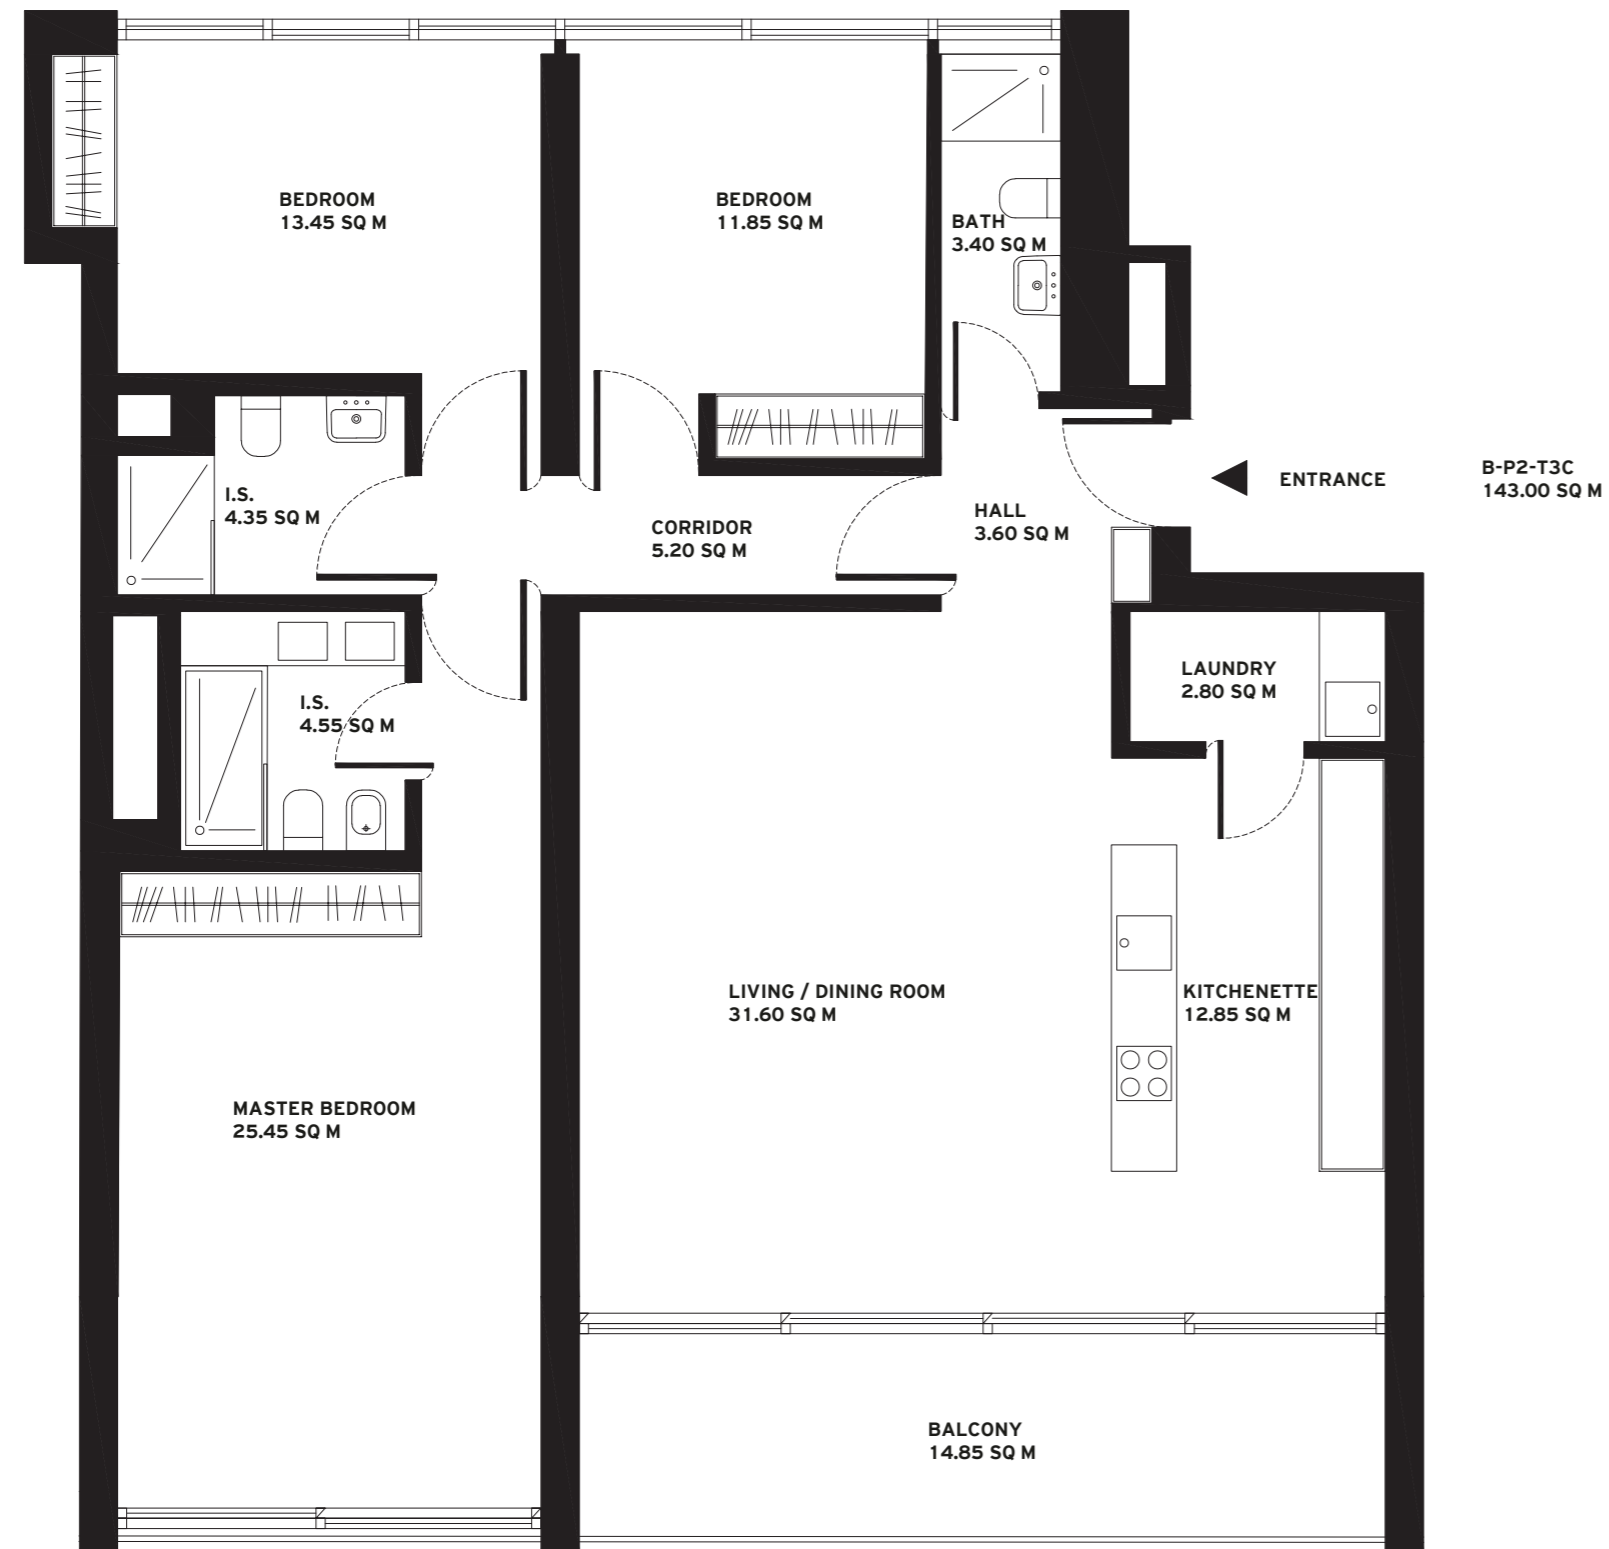 BEDROOM
13.45 SQ M
BEDROOM
11.85 SQ M
BATH
3.40 SQ M
I.S.
4.35 SQ M
CORRIDOR
5.20 SQ M
HALL
3.60 SQ M
ENTRANCE
B-P2-T3C
143.00 SQ M
I.S.
4.55 SQ M
LAUNDRY
2.80 SQ M
LIVING / DINING ROOM
31.60 SQ M
KITCHENETTE
12.85 SQ M
MASTER BEDROOM
25.45 SQ M
BALCONY
14.85 SQ M